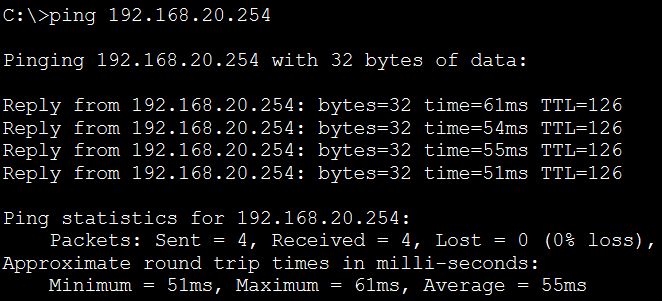 C:\>ping 192.168.20.254
Pinging 192.168.20.254 with 32 bytes of data:
Reply from 192.168.20.254: bytes=32 time=61ms TTL=126
Reply from 192.168.20.254: bytes=32 time=54ms TTL=126
Reply from 192.168.20.254: bytes=32 time=55ms TTL=126
Reply from 192.168.20.254: bytes=32 time=51ms TTL=126
Ping statistics for 192.168.20.254:
    Packets: Sent = 4, Received = 4, Lost = 0 (0% loss),
Approximate round trip times in milli-seconds:
    Minimum = 51ms, Maximum = 61ms, Average = 55ms